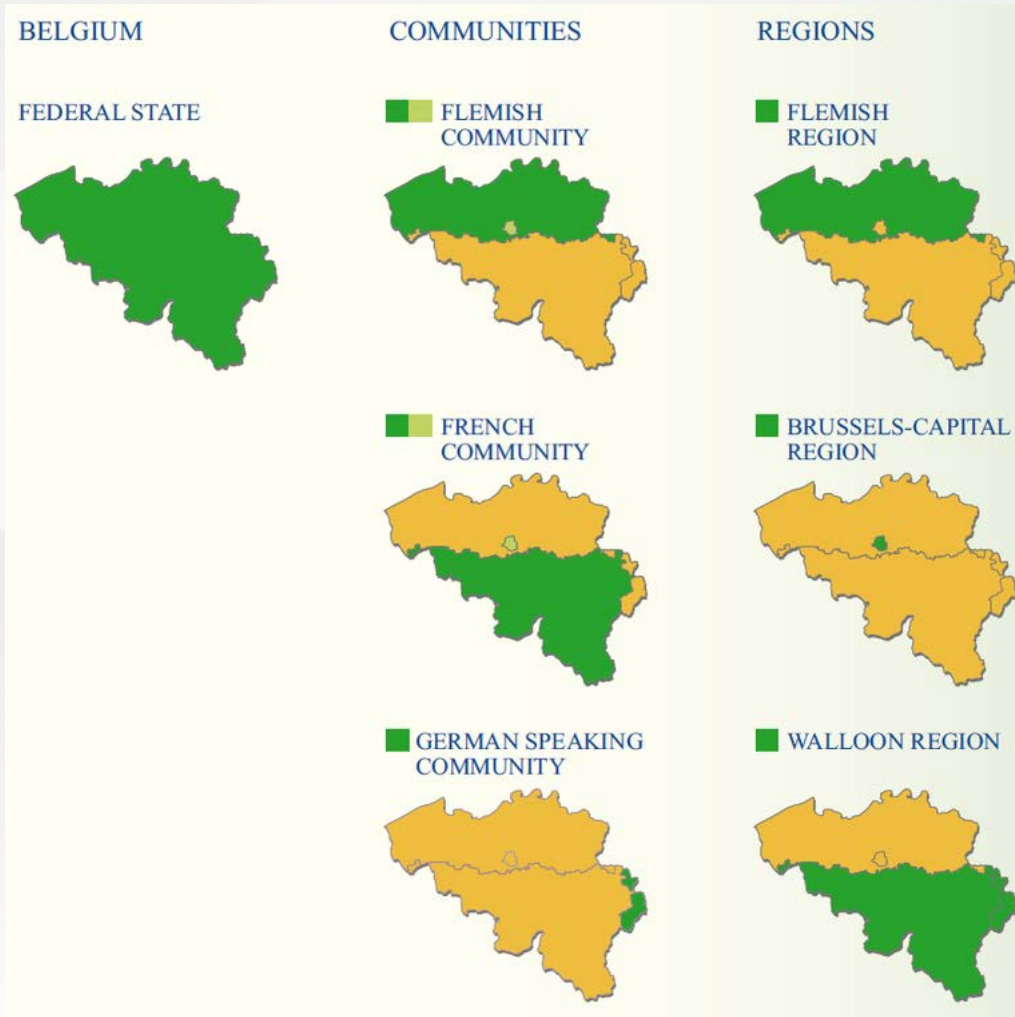 BELGIUM
FEDERAL STATE
COMMUNITIES
FLEMISH
COMMUNITY
FRENCH
COMMUNITY
GERMAN SPEAKING
COMMUNITY
REGIONS
FLEMISH
REGION
BRUSSELS-CAPITAL
REGION
WALLOON REGION